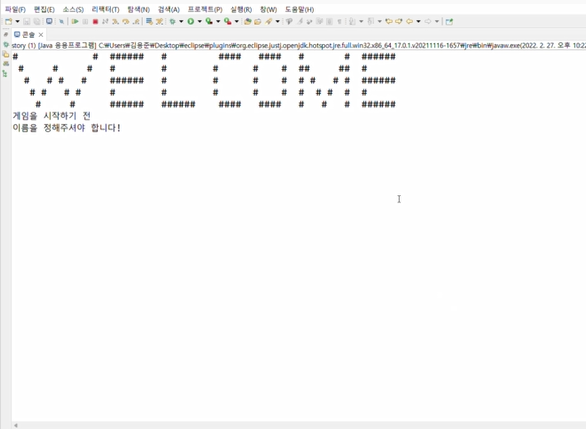 파일(F) 편집(E) 소스(S) 리팩터(T) 탐색(N) 검색(A) 프로젝트(P) 실행(R) 창(W) 도움말(H)
콘솔
story (1) [Java 응용프로그램] C:₩Users₩김용준₩Desktop₩eclipse₩plugins₩org.eclipse.justj.openjdk.hotspot.jre.full.win32.x86_64_17.0.1.v20211116-1657₩jre₩bin₩javaw.exe(2022. 2. 27. 오후 10:22
#             #  ######   #         ####   ####   #       #  ######
 #     #     #   #        #        #      #    #  ##     ##  #
  #   # #   #    ######   #        #      #    #  # #   # #  ######
   # #   # #     #        #        #      #    #  #  # #  #  #
    #     #      ######   ######    ####   ####   #   #   #  ######
게임을 시작하기 전
이름을 정해주셔야 합니다!